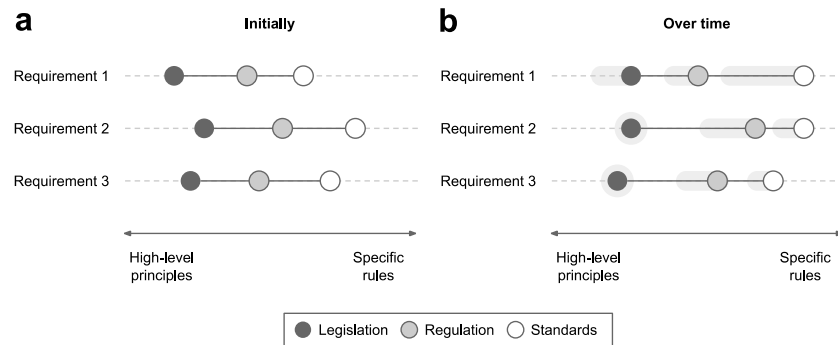 a
Initially
Requirement 1
Requirement 2
Requirement 3
High-level
principles
Specific
rules
b
Over time
Requirement 1
Requirement 2
Requirement 3
High-level
principles
Specific
rules
Legislation
Regulation
Standards